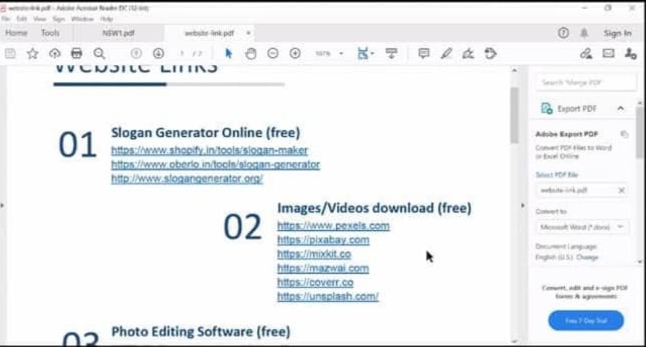 website-link.pdf - Adobe Acrobat Reader DC (32-bit)
File Edit View Sign Window Help
Home Tools NEW1.pdf website-link.pdf × Sign In
1 / 2 107%
Website Links
01 Slogan Generator Online (free)
https://www.shopify.in/tools/slogan-maker
https://www.oberlo.in/tools/slogan-generator
http://www.slogangenerator.org/
02 Images/Videos download (free)
https://www.pexels.com
https://pixabay.com
https://mixkit.co
https://mazwai.com
https://coverr.co
https://unsplash.com/
03 Photo Editing Software (free)
Search 'Merge PDF'
Export PDF
Adobe Export PDF
Convert PDF Files to Word
or Excel Online
Select PDF File
website-link.pdf ×
Convert to
Microsoft Word (*.docx)
Document Language:
English (U.S.) Change
Convert, edit and e-sign PDF
forms & agreements
Free 7-Day Trial